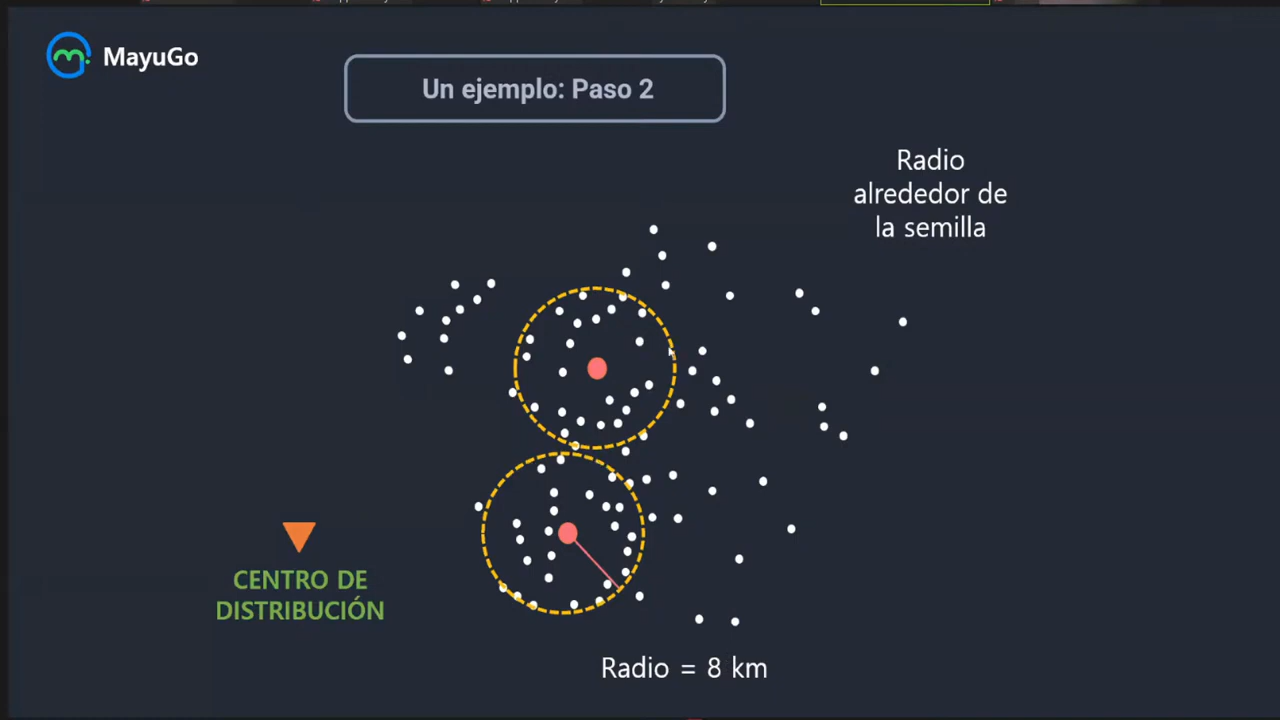 MayuGo
Un ejemplo: Paso 2
Radio
alrededor de
la semilla
CENTRO DE
DISTRIBUCIÓN
Radio = 8 km